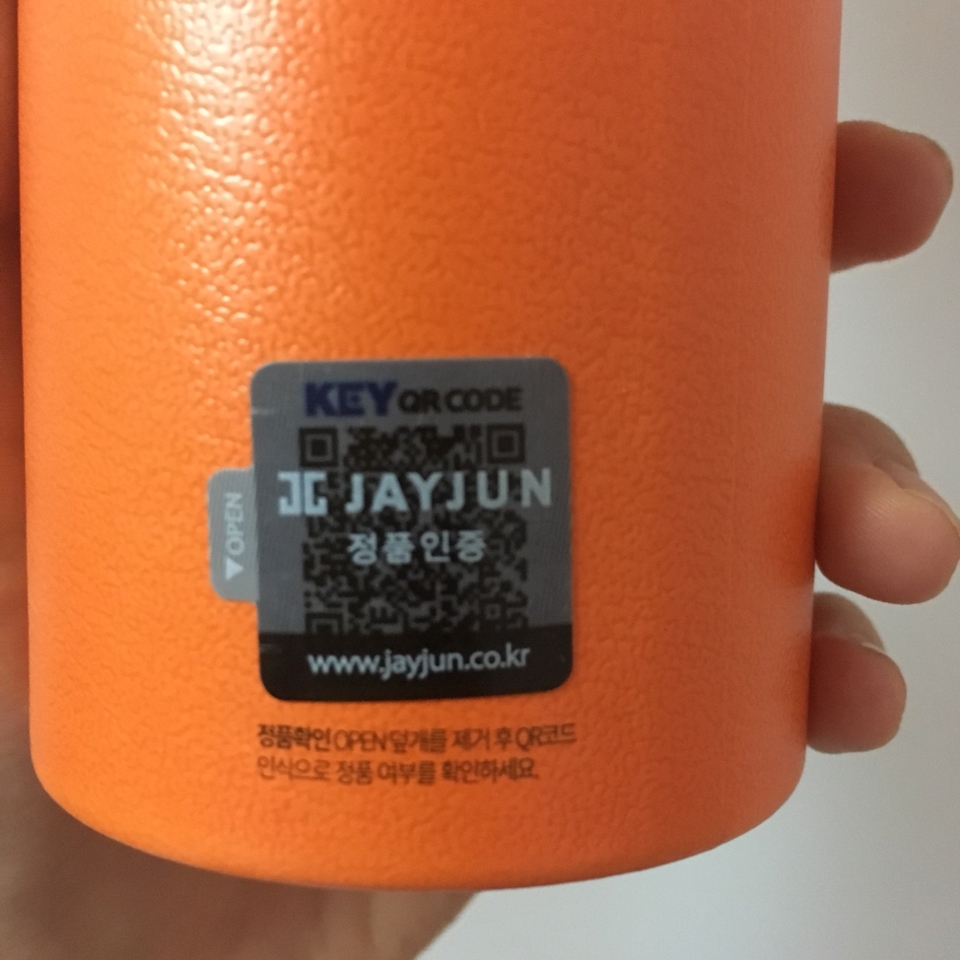 KEY QR CODE
JAYJUN
정품인증
▼OPEN
www.jayjun.co.kr
정품확인 OPEN 덮개를 제거 후 QR코드
인식으로 정품 여부를 확인하세요.